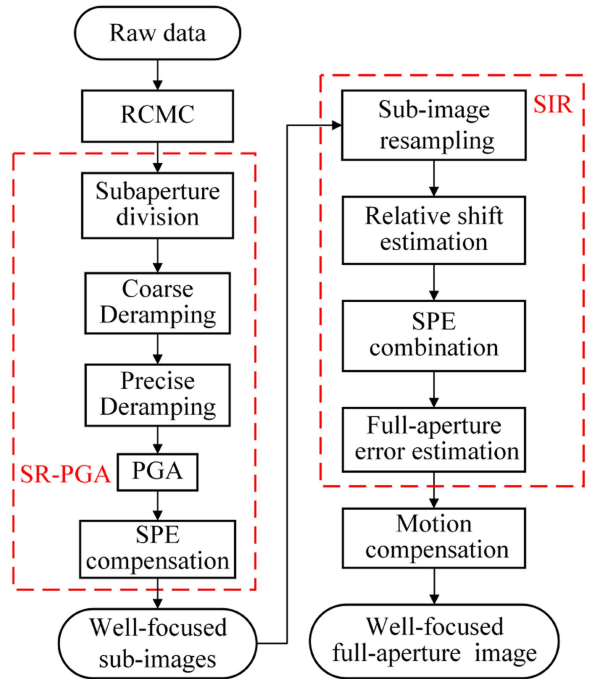 Raw data
RCMC
Subaperture
division
Coarse
Deramping
Precise
Deramping
SR-PGA
PGA
SPE
compensation
Well-focused
sub-images
SIR
Sub-image
resampling
Relative shift
estimation
SPE
combination
Full-aperture
error estimation
Motion
compensation
Well-focused
full-aperture image